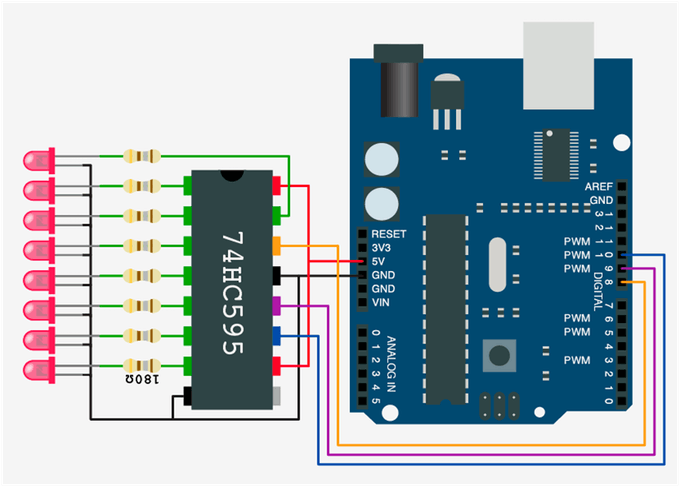 AREF
GND
13
12
PWM 11
PWM 10
PWM 9
8
DIGITAL
7
PWM 6
PWM 5
4
PWM 3
2
1
0
RESET
3V3
5V
GND
GND
VIN
ANALOG IN
0
1
2
3
4
5
74HC595
180Ω